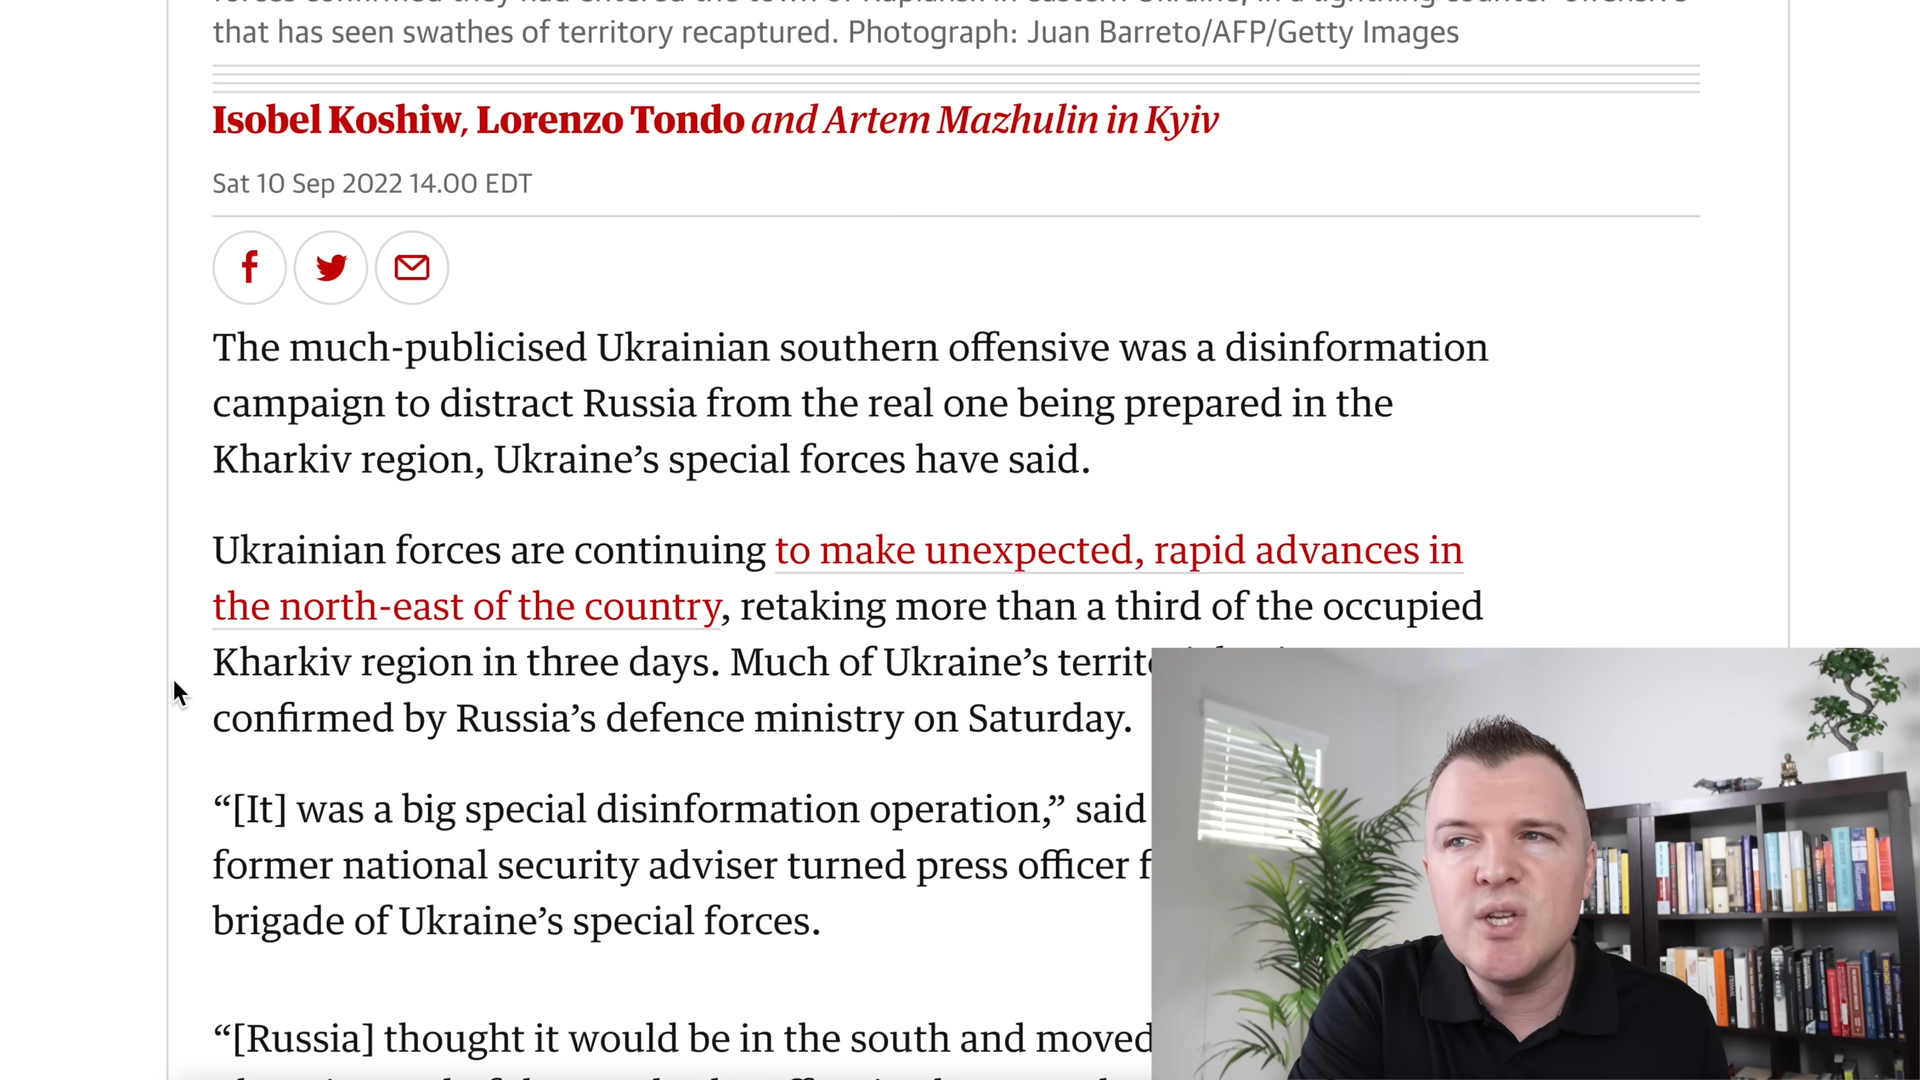 that has seen swathes of territory recaptured. Photograph: Juan Barreto/AFP/Getty Images
Isobel Koshiw, Lorenzo Tondo and Artem Mazhulin in Kyiv
Sat 10 Sep 2022 14.00 EDT
The much-publicised Ukrainian southern offensive was a disinformation
campaign to distract Russia from the real one being prepared in the
Kharkiv region, Ukraine’s special forces have said.
Ukrainian forces are continuing to make unexpected, rapid advances in
the north-east of the country, retaking more than a third of the occupied
Kharkiv region in three days. Much of Ukraine’s
confirmed by Russia’s defence ministry on Saturday.
“[It] was a big special disinformation operation,” said
former national security adviser turned press officer f
brigade of Ukraine’s special forces.
“[Russia] thought it would be in the south and moved